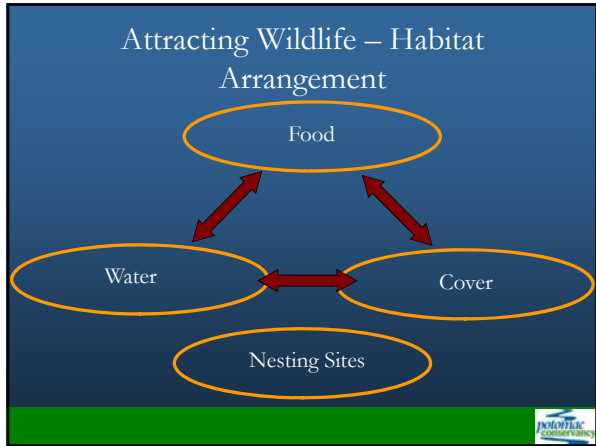 Attracting Wildlife – Habitat
Arrangement
Food
Water
Cover
Nesting Sites
potomac
conservancy